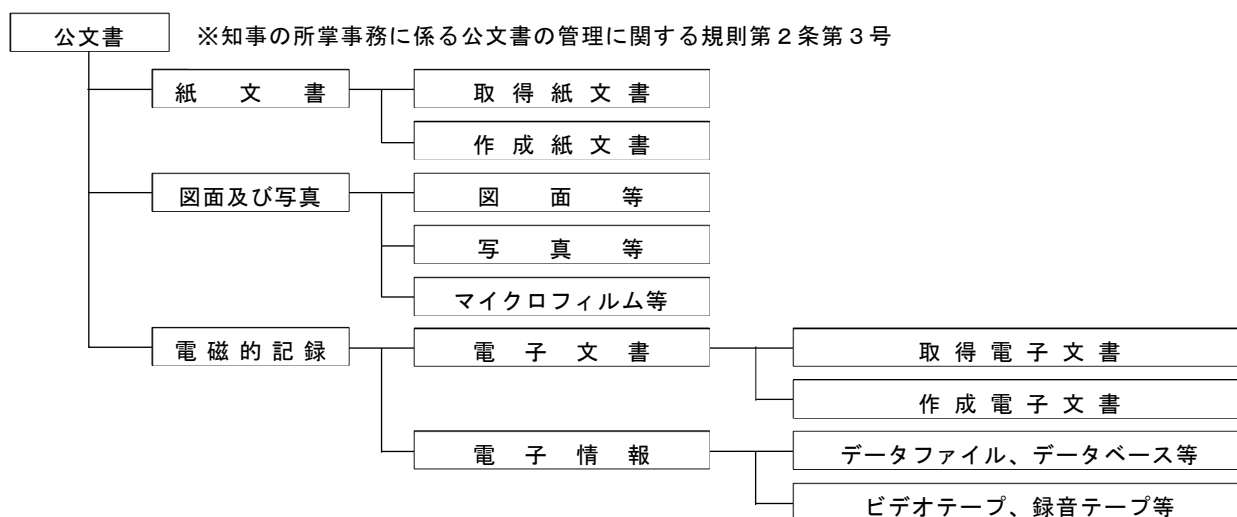 公文書 ※知事の所掌事務に係る公文書の管理に関する規則第2条第3号
紙文書 取得紙文書
作成紙文書
図面及び写真 図面等
写真等
マイクロフィルム等
電磁的記録 電子文書 取得電子文書
作成電子文書
電子情報 データファイル、データベース等
ビデオテープ、録音テープ等